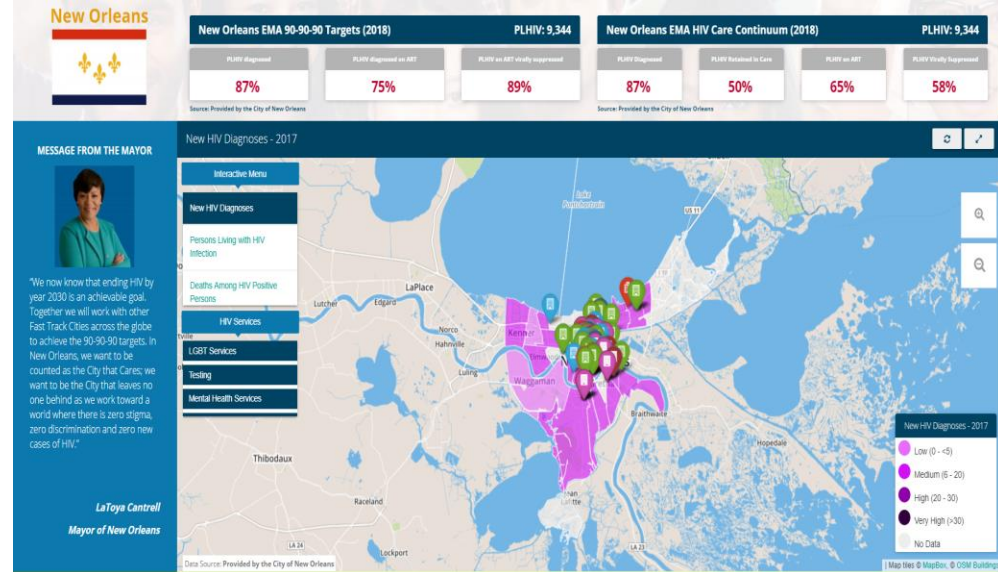 New Orleans
New Orleans EMA 90-90-90 Targets (2018)
PLHIV: 9,344
PLHIV diagnosed
PLHIV diagnosed on ART
PLHIV on ART virally suppressed
87%
75%
89%
Source: Provided by the City of New Orleans
New Orleans EMA HIV Care Continuum (2018)
PLHIV: 9,344
PLHIV Diagnosed
PLHIV Retained in Care
PLHIV on ART
PLHIV Virally Suppressed
87%
50%
65%
58%
Source: Provided by the City of New Orleans
MESSAGE FROM THE MAYOR
"We now know that ending HIV by
year 2030 is an achievable goal.
Together we will work with other
Fast Track Cities across the globe
to achieve the 90-90-90 targets. In
New Orleans, we want to be
counted as the City that Cares; we
want to be the City that leaves no
one behind as we work toward a
world where there is zero stigma,
zero discrimination and zero new
cases of HIV."
LaToya Cantrell
Mayor of New Orleans
New HIV Diagnoses - 2017
Interactive Menu
New HIV Diagnoses
Persons Living with HIV
Infection
Deaths Among HIV Positive
Persons
HIV Services
LGBT Services
Testing
Mental Health Services
Lake
Pontchartrain
US 11
LaPlace
Lutcher
Edgard
Norco
Hahnville
Luling
Kenner
Waggaman
Braithwaite
Hopedale
Thibodaux
Raceland
Lockport
LA 24
LA 23
New HIV Diagnoses - 2017
Low (0 - <5)
Medium (6 - 20)
High (20 - 30)
Very High (>30)
No Data
Data Source: Provided by the City of New Orleans
| Map tiles © MapBox, © OSM Buildings